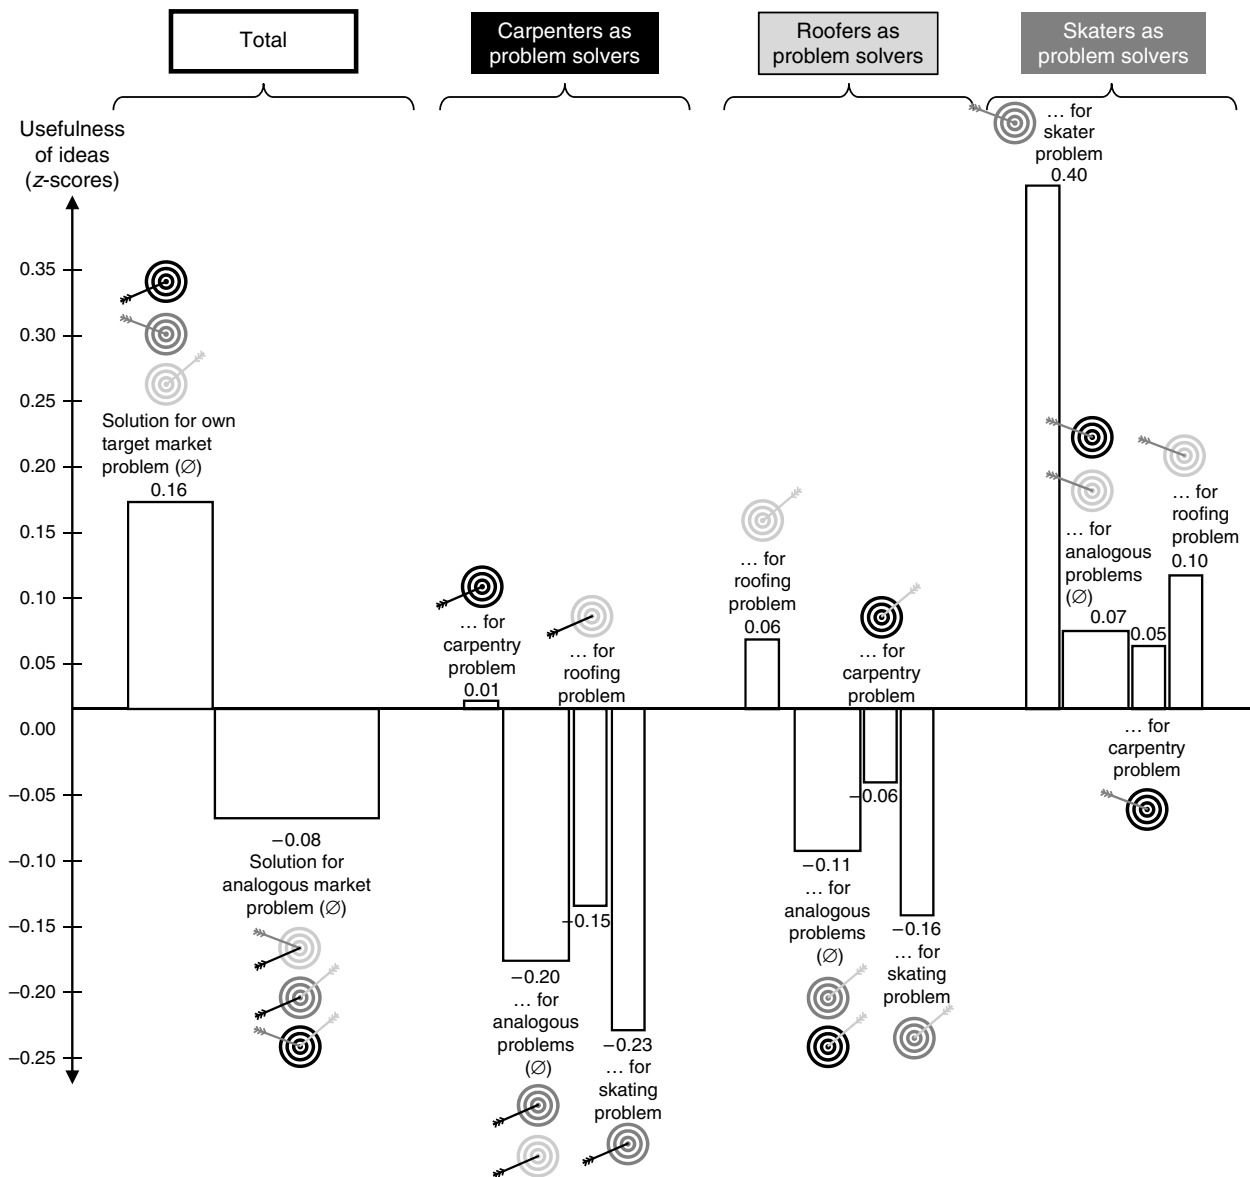 Total
Carpenters as
problem solvers
Roofers as
problem solvers
Skaters as
problem solvers
Usefulness
of ideas
(z-scores)
0.35
0.30
0.25
0.20
0.15
0.10
0.05
0.00
−0.05
−0.10
−0.15
−0.20
−0.25
Solution for own
target market
problem (∅)
0.16
−0.08
Solution for
analogous market
problem (∅)
… for
carpentry
problem
0.01
−0.20
… for
analogous
problems
(∅)
… for
roofing
problem
−0.15
−0.23
… for
skating
problem
… for
roofing
problem
0.06
−0.11
… for
analogous
problems
(∅)
… for
carpentry
problem
−0.06
−0.16
… for
skating
problem
… for
skater
problem
0.40
… for
analogous
problems
(∅)
0.07
0.05
… for
carpentry
problem
… for
roofing
problem
0.10